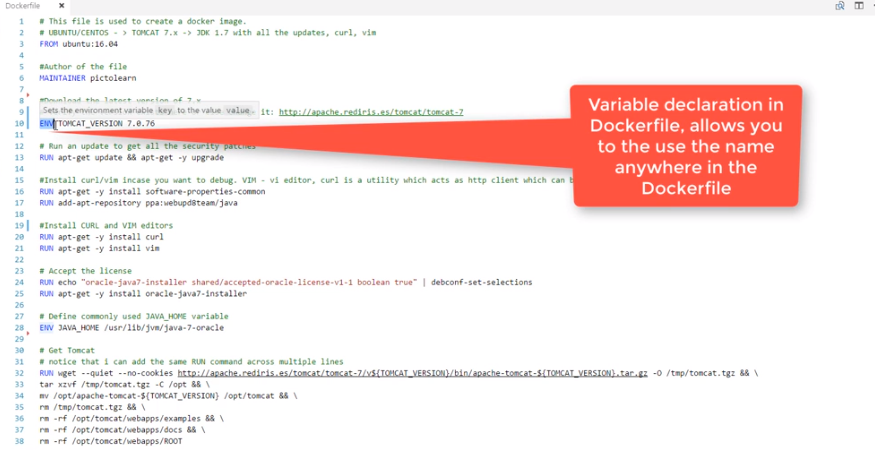 Dockerfile ×
1 # This file is used to create a docker image.
2 # UBUNTU/CENTOS - > TOMCAT 7.x -> JDK 1.7 with all the updates, curl, vim
3 FROM ubuntu:16.04
4
5 #Author of the file
6 MAINTAINER pictolearn
7
8 #Download the latest version of 7.x
Sets the environment variable key to the value value.
9 it: http://apache.rediris.es/tomcat/tomcat-7
10 ENV TOMCAT_VERSION 7.0.76
11
12 # Run an update to get all the security patches
13 RUN apt-get update && apt-get -y upgrade
14
15 #Install curl/vim incase you want to debug. VIM - vi editor, curl is a utility which acts as http client which can b
16 RUN apt-get -y install software-properties-common
17 RUN add-apt-repository ppa:webupd8team/java
18
19 #Install CURL and VIM editors
20 RUN apt-get -y install curl
21 RUN apt-get -y install vim
22
23 # Accept the license
24 RUN echo "oracle-java7-installer shared/accepted-oracle-license-v1-1 boolean true" | debconf-set-selections
25 RUN apt-get -y install oracle-java7-installer
26
27 # Define commonly used JAVA_HOME variable
28 ENV JAVA_HOME /usr/lib/jvm/java-7-oracle
29
30 # Get Tomcat
31 # notice that i can add the same RUN command across multiple lines
32 RUN wget --quiet --no-cookies http://apache.rediris.es/tomcat/tomcat-7/v${TOMCAT_VERSION}/bin/apache-tomcat-${TOMCAT_VERSION}.tar.gz -O /tmp/tomcat.tgz && \
33 tar xzvf /tmp/tomcat.tgz -C /opt && \
34 mv /opt/apache-tomcat-${TOMCAT_VERSION} /opt/tomcat && \
35 rm /tmp/tomcat.tgz && \
36 rm -rf /opt/tomcat/webapps/examples && \
37 rm -rf /opt/tomcat/webapps/docs && \
38 rm -rf /opt/tomcat/webapps/ROOT
Variable declaration in
Dockerfile, allows you
to the use the name
anywhere in the
Dockerfile